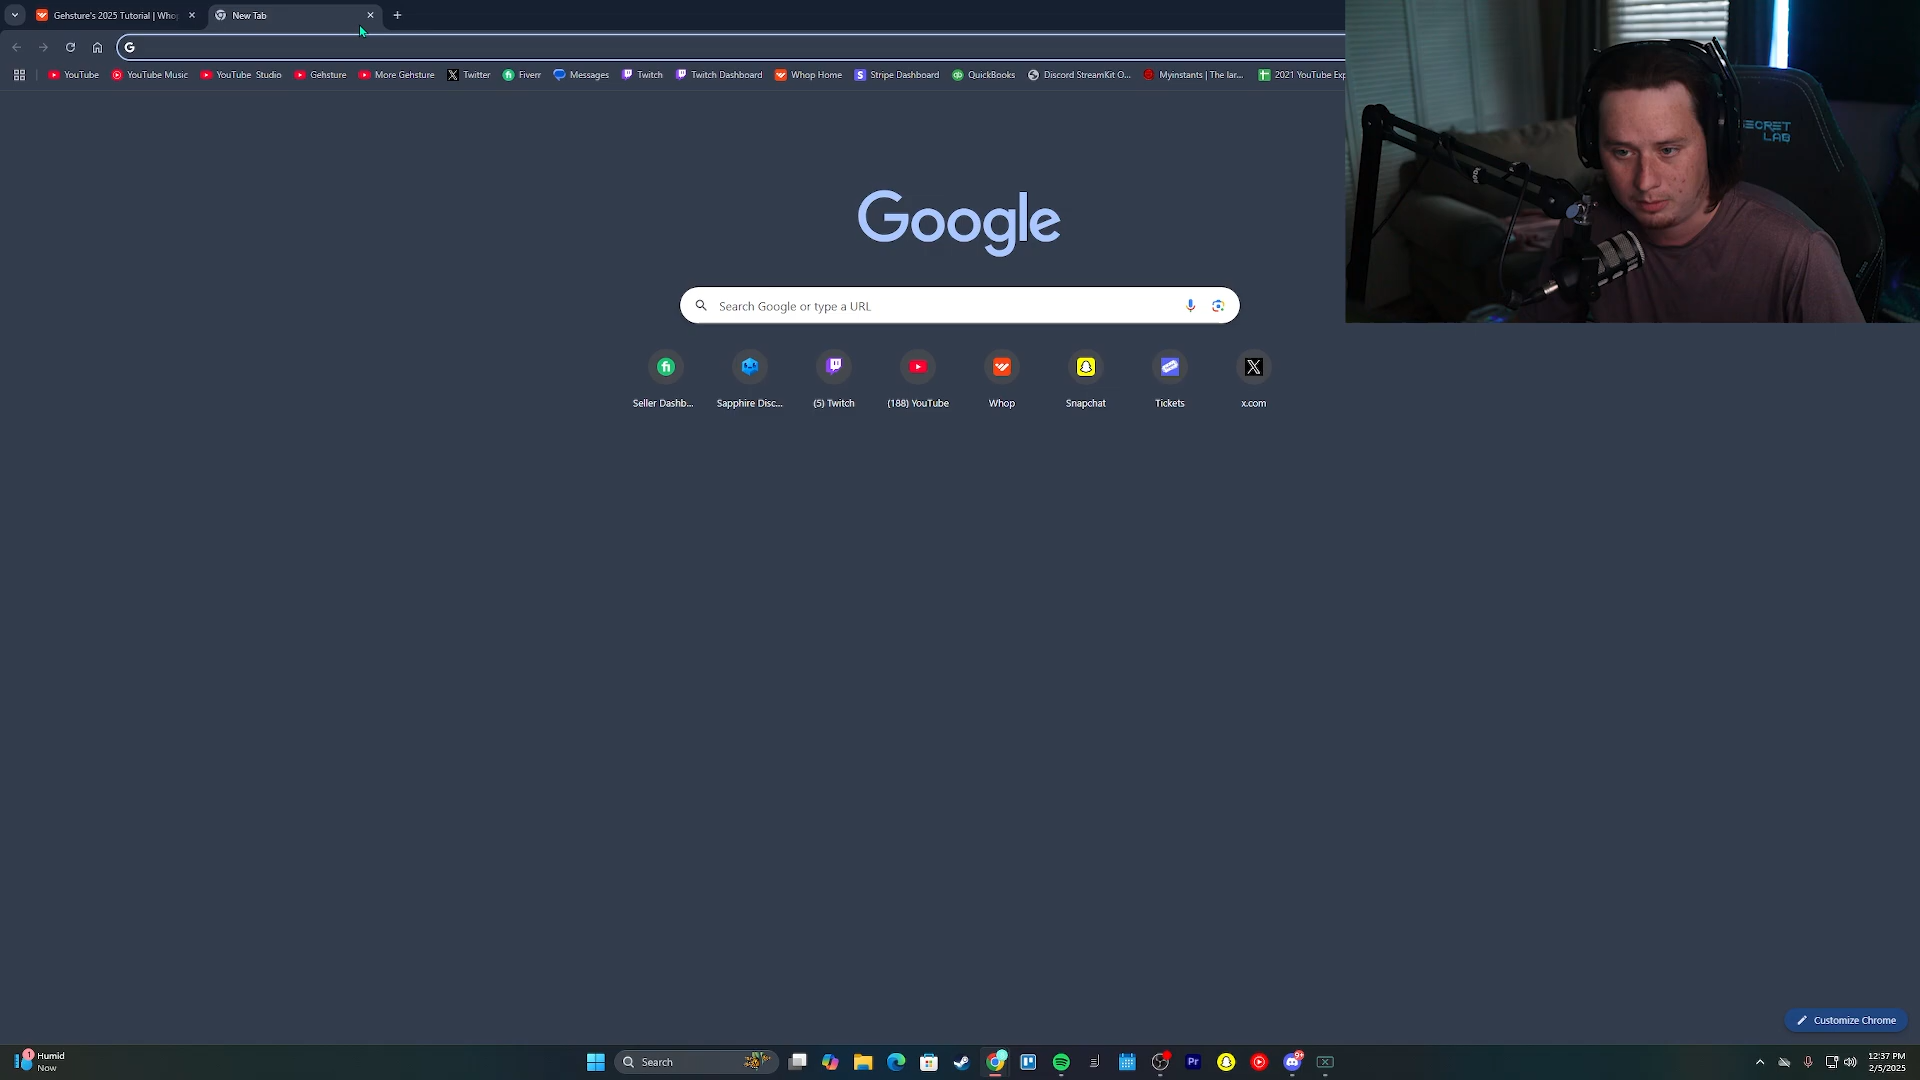 Gehsture's 2025 Tutorial | Whop
New Tab
YouTube
YouTube Music
YouTube Studio
Gehsture
More Gehsture
Twitter
Fiverr
Messages
Twitch
Twitch Dashboard
Whop Home
Stripe Dashboard
QuickBooks
Discord StreamKit O...
Myinstants | The lar...
2021 YouTube Exp
SECRET
LAB
Google
Search Google or type a URL
Seller Dashb...
Sapphire Disc...
(5) Twitch
(188) YouTube
Whop
Snapchat
Tickets
x.com
Customize Chrome
Humid
Now
Search
12:37 PM
2/5/2025